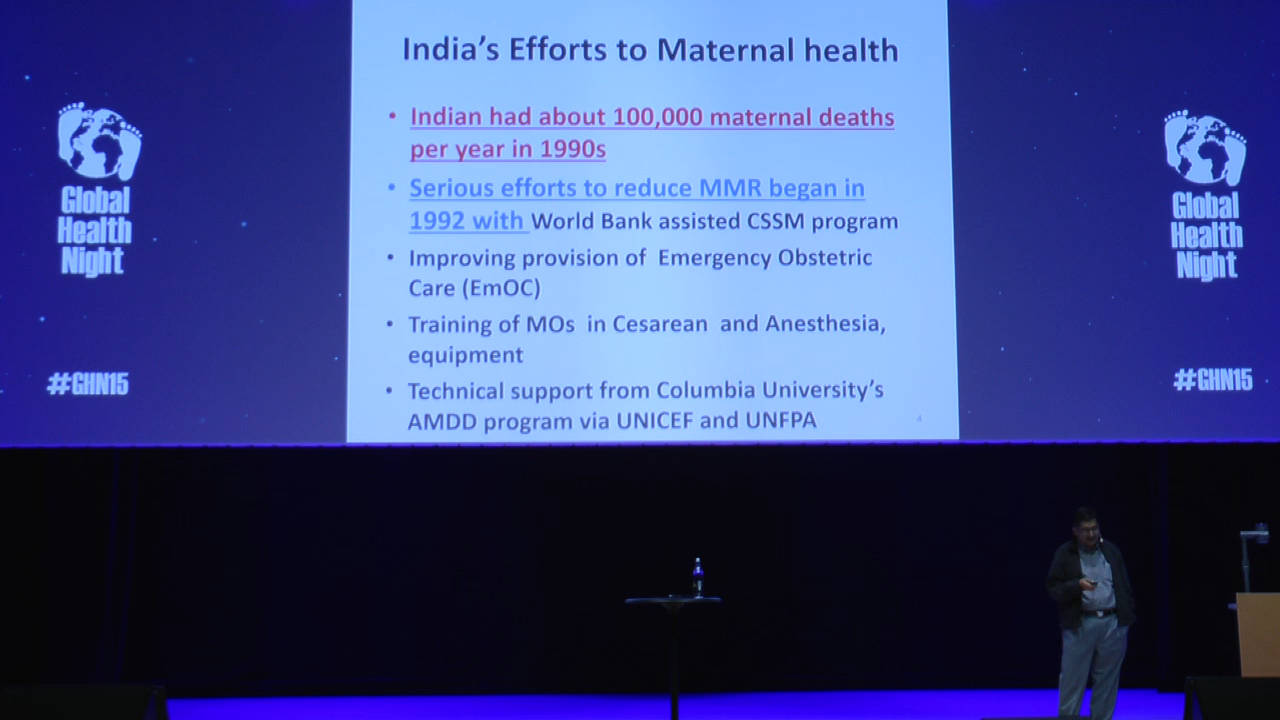 India's Efforts to Maternal health
• Indian had about 100,000 maternal deaths
per year in 1990s
• Serious efforts to reduce MMR began in
1992 with World Bank assisted CSSM program
• Improving provision of Emergency Obstetric
Care (EmOC)
• Training of MOs in Cesarean and Anesthesia,
equipment
• Technical support from Columbia University's
AMDD program via UNICEF and UNFPA
4
Global
Health
Night
#GHN15
Global
Health
Night
#GHN15